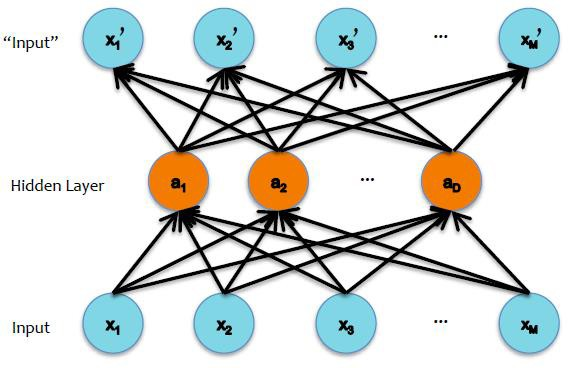 “Input” x₁’ x₂’ x₃’ ... xM’
Hidden Layer a₁ a₂ ... aD
Input x₁ x₂ x₃ ... xM